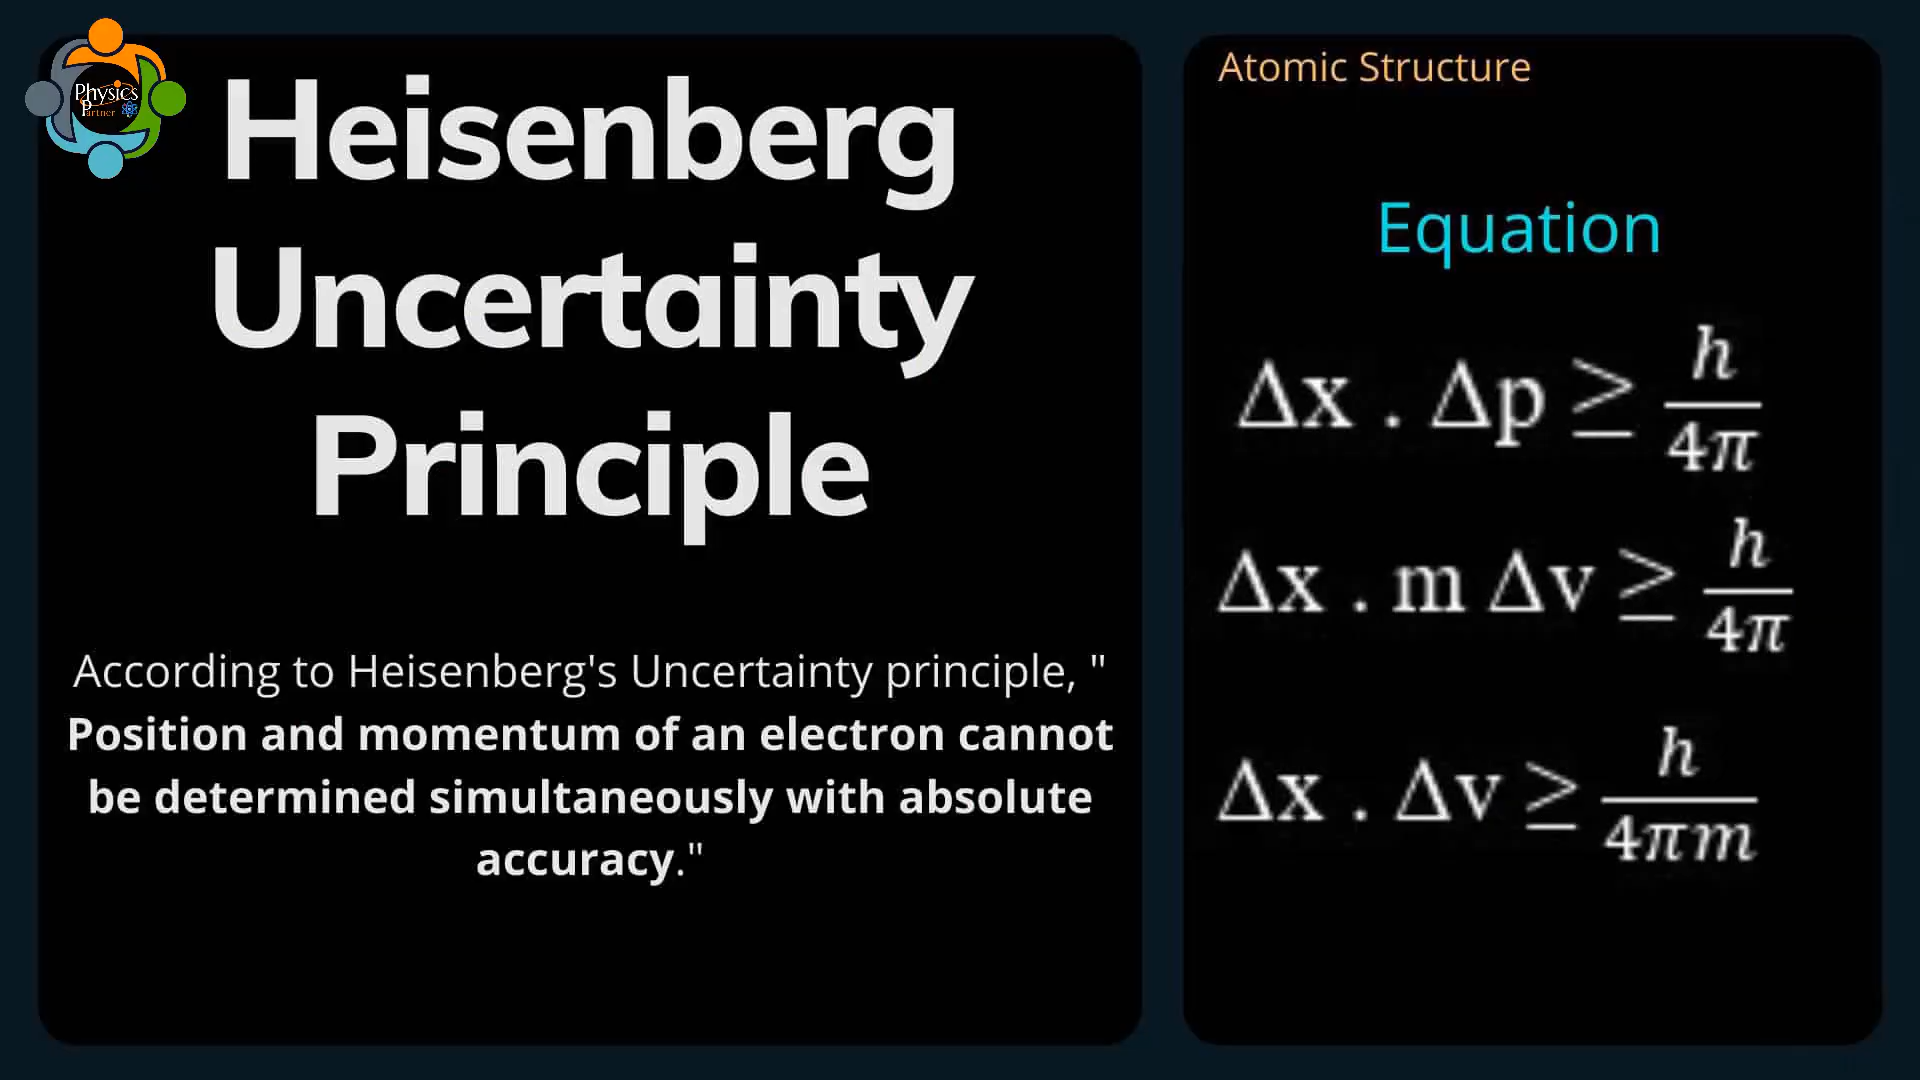 Physics
Partner
Heisenberg
Uncertainty
Principle
According to Heisenberg's Uncertainty principle, "
Position and momentum of an electron cannot
be determined simultaneously with absolute
accuracy."
Atomic Structure
Equation
Δx . Δp ≥ h/4π
Δx . m Δv ≥ h/4π
Δx . Δv ≥ h/4πm